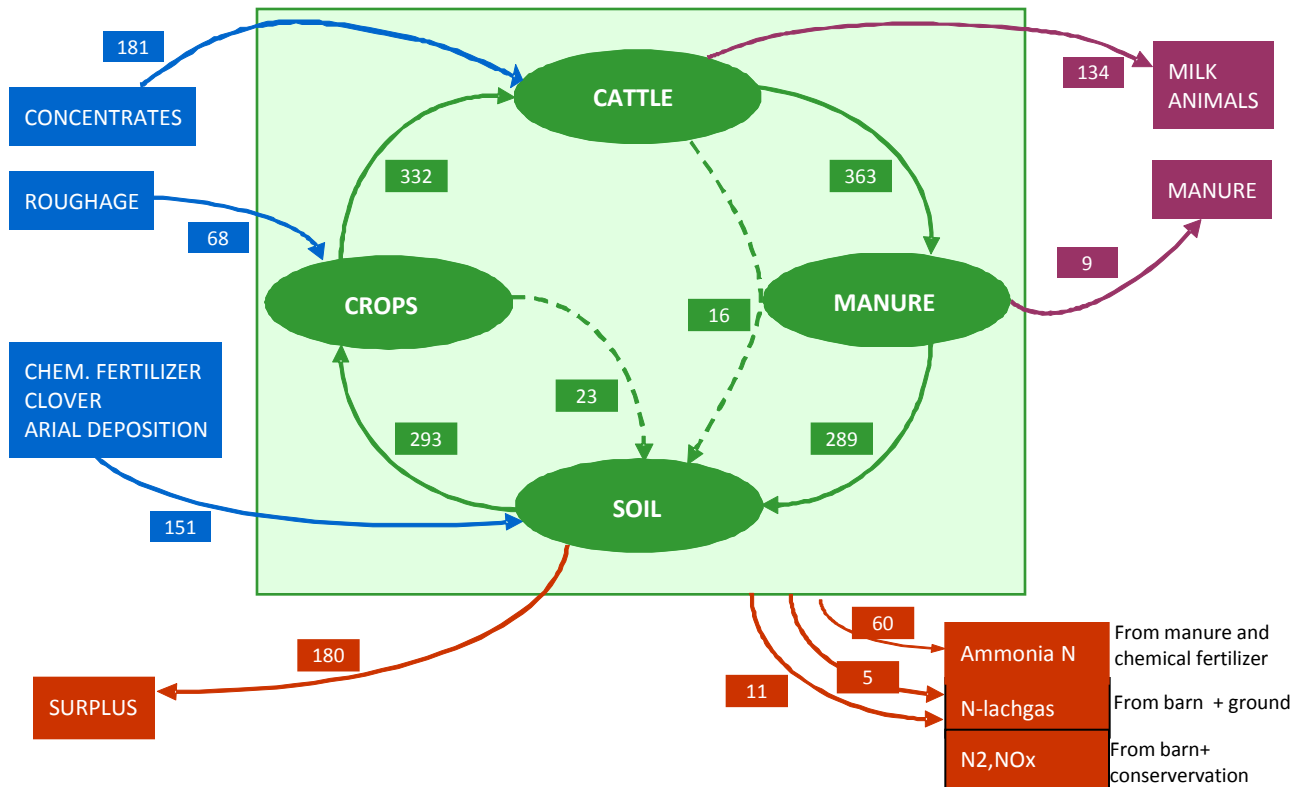 181
CONCENTRATES
CATTLE
134
MILK
ANIMALS
332
363
ROUGHAGE
MANURE
68
9
CROPS
MANURE
16
CHEM. FERTILIZER
CLOVER
ARIAL DEPOSITION
23
293
289
SOIL
151
180
SURPLUS
60
5
11
Ammonia N
From manure and
chemical fertilizer
N-lachgas
From barn + ground
N2,NOx
From barn+
conservervation